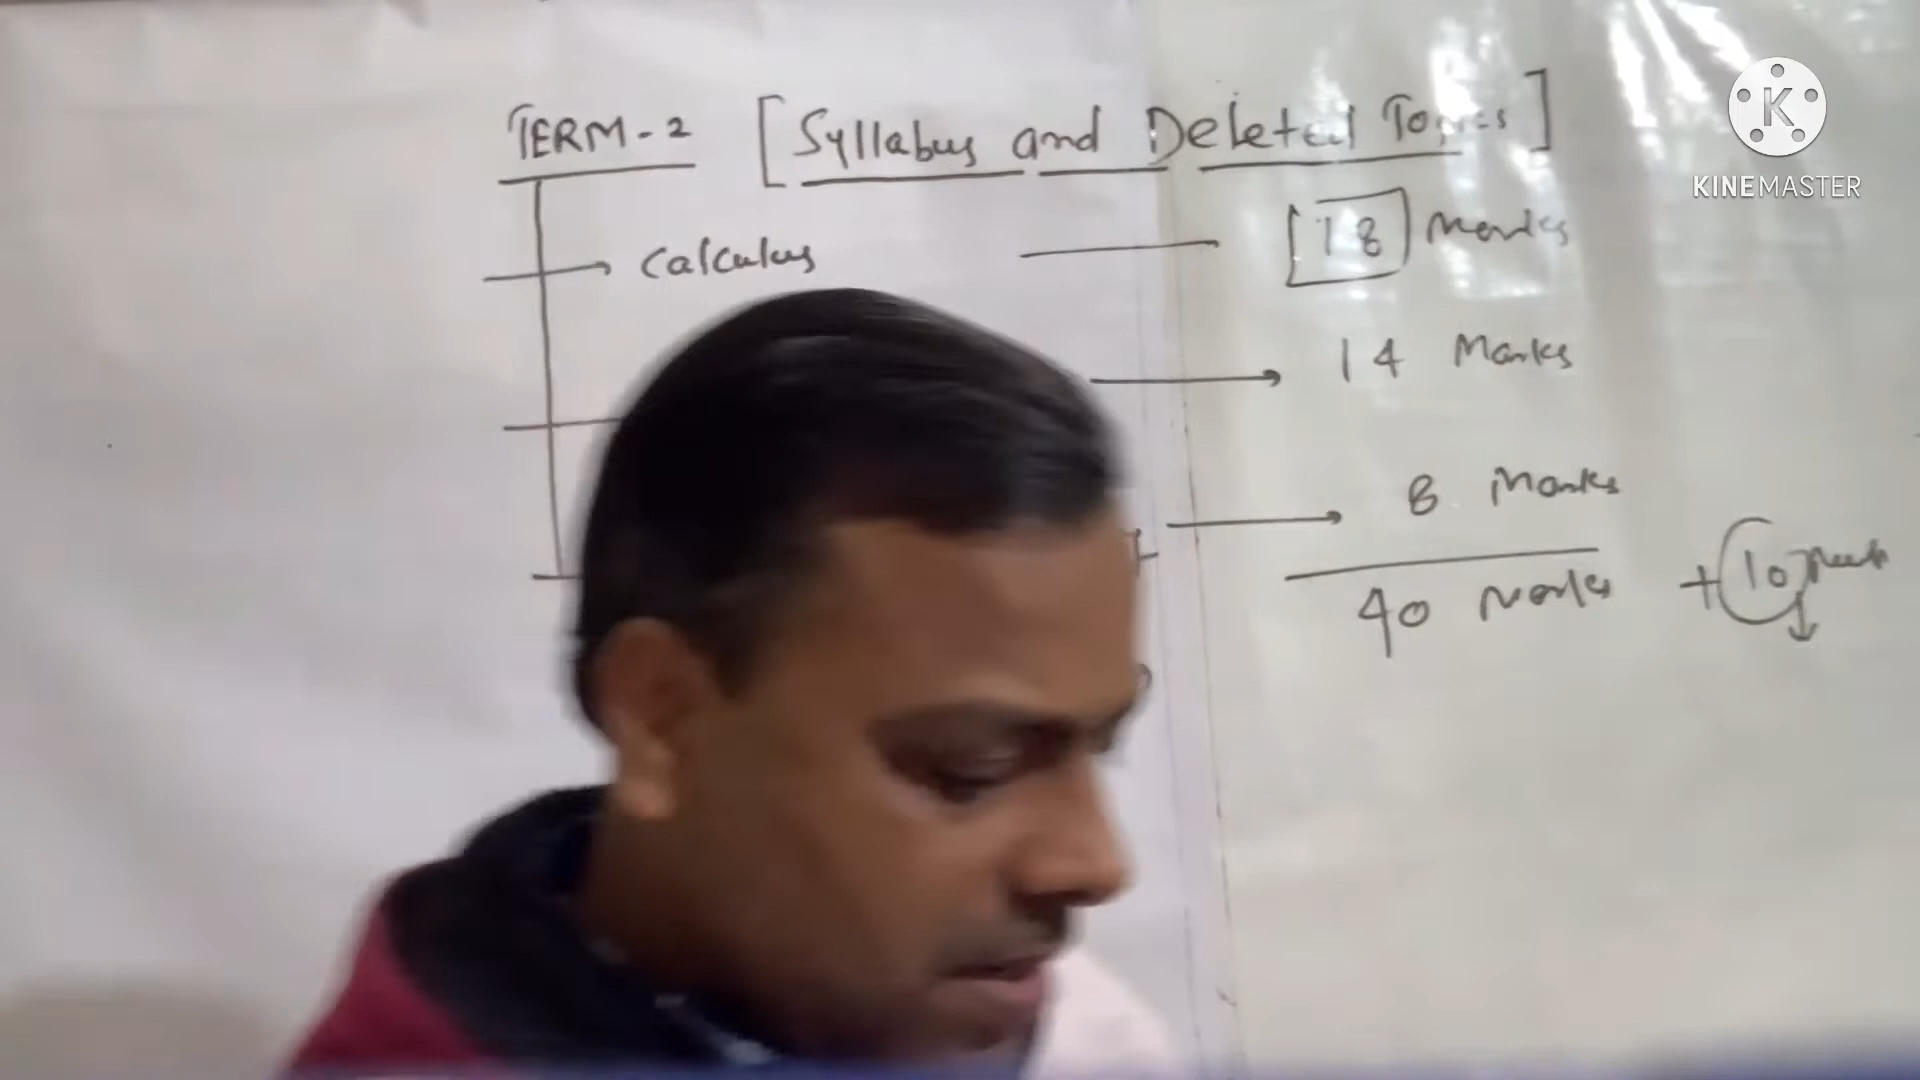 TERM-2 [Syllabus and Deleted Topics]
Calculus 18 Marks
14 Marks
8 Marks
40 Marks + 10
KINEMASTER